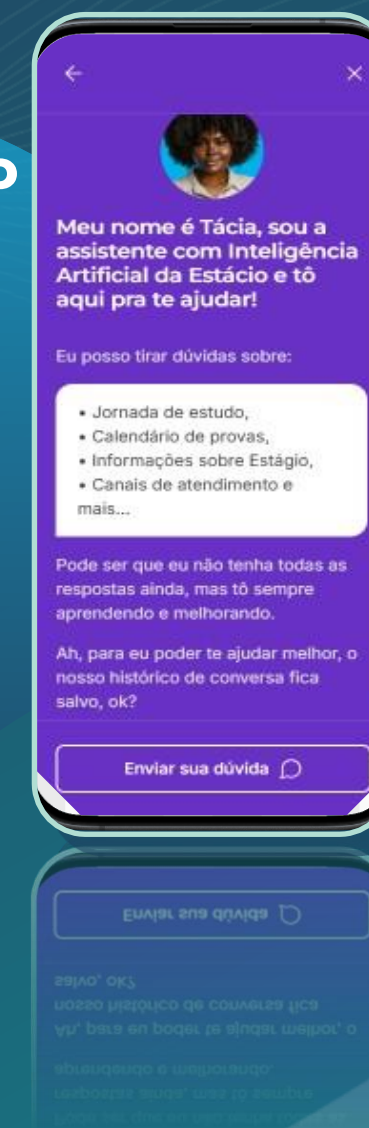 Meu nome é Tácia, sou a
assistente com Inteligência
Artificial da Estácio e tô
aqui pra te ajudar!
Eu posso tirar dúvidas sobre:
• Jornada de estudo,
• Calendário de provas,
• Informações sobre Estágio,
• Canais de atendimento e
mais...
Pode ser que eu não tenha todas as
respostas ainda, mas tô sempre
aprendendo e melhorando.
Ah, para eu poder te ajudar melhor, o
nosso histórico de conversa fica
salvo, ok?
Enviar sua dúvida